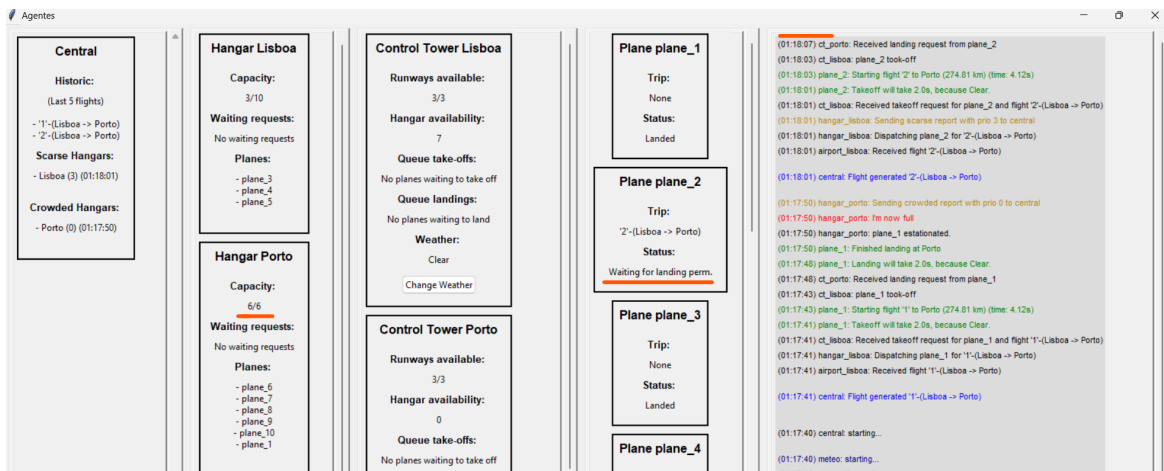 Agentes
Central
Historic:
(Last 5 flights)
- '1'-(Lisboa -> Porto)
- '2'-(Lisboa -> Porto)
Scarse Hangars:
- Lisboa (3) (01:18:01)
Crowded Hangars:
- Porto (0) (01:17:50)
Hangar Lisboa
Capacity:
3/10
Waiting requests:
No waiting requests
Planes:
- plane_3
- plane_4
- plane_5
Hangar Porto
Capacity:
6/6
Waiting requests:
No waiting requests
Planes:
- plane_6
- plane_7
- plane_8
- plane_9
- plane_10
- plane_1
Control Tower Lisboa
Runways available:
3/3
Hangar availability:
7
Queue take-offs:
No planes waiting to take off
Queue landings:
No planes waiting to land
Weather:
Clear
Change Weather
Control Tower Porto
Runways available:
3/3
Hangar availability:
0
Queue take-offs:
No planes waiting to take off
Plane plane_1
Trip:
None
Status:
Landed
Plane plane_2
Trip:
'2'-(Lisboa -> Porto)
Status:
Waiting for landing perm.
Plane plane_3
Trip:
None
Status:
Landed
Plane plane_4
(01:18:07) ct_porto: Received landing request from plane_2
(01:18:03) ct_lisboa: plane_2 took-off
(01:18:03) plane_2: Starting flight '2' to Porto (274.81 km) (time: 4.12s)
(01:18:01) plane_2: Takeoff will take 2.0s, because Clear.
(01:18:01) ct_lisboa: Received takeoff request for plane_2 and flight '2'-(Lisboa -> Porto)
(01:18:01) hangar_lisboa: Sending scarse report with prio 3 to central
(01:18:01) hangar_lisboa: Dispatching plane_2 for '2'-(Lisboa -> Porto)
(01:18:01) airport_lisboa: Received flight '2'-(Lisboa -> Porto)
(01:18:01) central: Flight generated '2'-(Lisboa -> Porto)
(01:17:50) hangar_porto: Sending crowded report with prio 0 to central
(01:17:50) hangar_porto: I'm now full
(01:17:50) hangar_porto: plane_1 estationated.
(01:17:50) plane_1: Finished landing at Porto
(01:17:48) plane_1: Landing will take 2.0s, because Clear.
(01:17:48) ct_porto: Received landing request from plane_1
(01:17:43) ct_lisboa: plane_1 took-off
(01:17:43) plane_1: Starting flight '1' to Porto (274.81 km) (time: 4.12s)
(01:17:41) plane_1: Takeoff will take 2.0s, because Clear.
(01:17:41) ct_lisboa: Received takeoff request for plane_1 and flight '1'-(Lisboa -> Porto)
(01:17:41) hangar_lisboa: Dispatching plane_1 for '1'-(Lisboa -> Porto)
(01:17:41) airport_lisboa: Received flight '1'-(Lisboa -> Porto)
(01:17:41) central: Flight generated '1'-(Lisboa -> Porto)
(01:17:40) central: starting...
(01:17:40) meteo: starting...